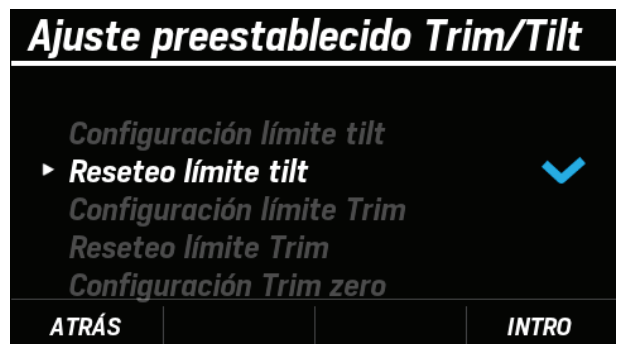 Ajuste preestablecido Trim/Tilt
Configuración límite tilt
Reseteo límite tilt
Configuración límite Trim
Reseteo límite Trim
Configuración Trim zero
ATRÁS INTRO